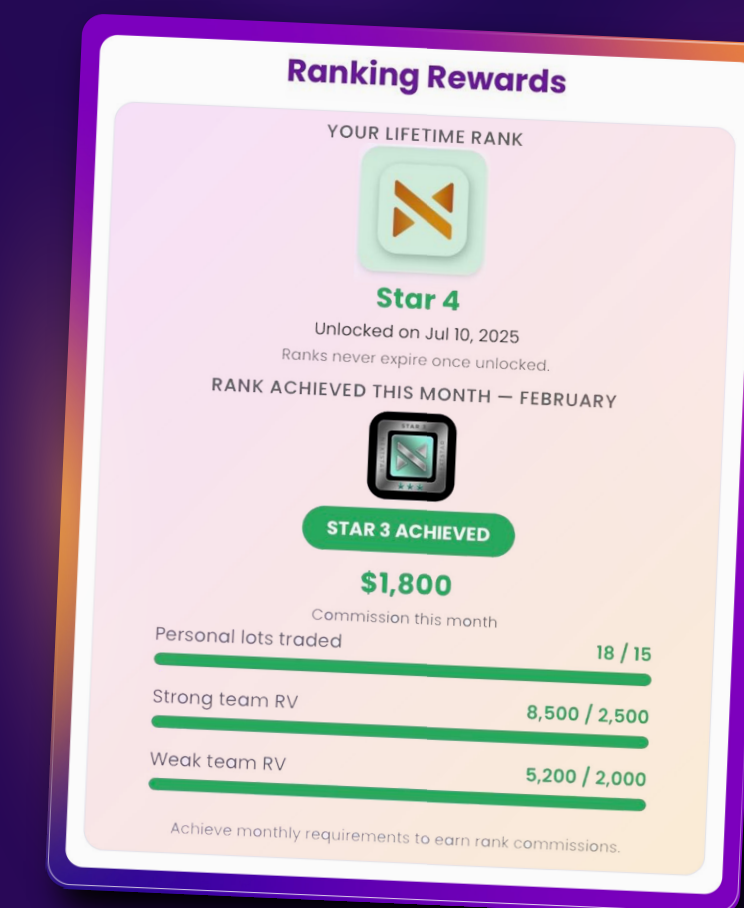 Ranking Rewards
YOUR LIFETIME RANK
Star 4
Unlocked on Jul 10, 2025
Ranks never expire once unlocked.
RANK ACHIEVED THIS MONTH — FEBRUARY
STAR 3
STAR 3 ACHIEVED
$1,800
Commission this month
Personal lots traded 18 / 15
Strong team RV 8,500 / 2,500
Weak team RV 5,200 / 2,000
Achieve monthly requirements to earn rank commissions.